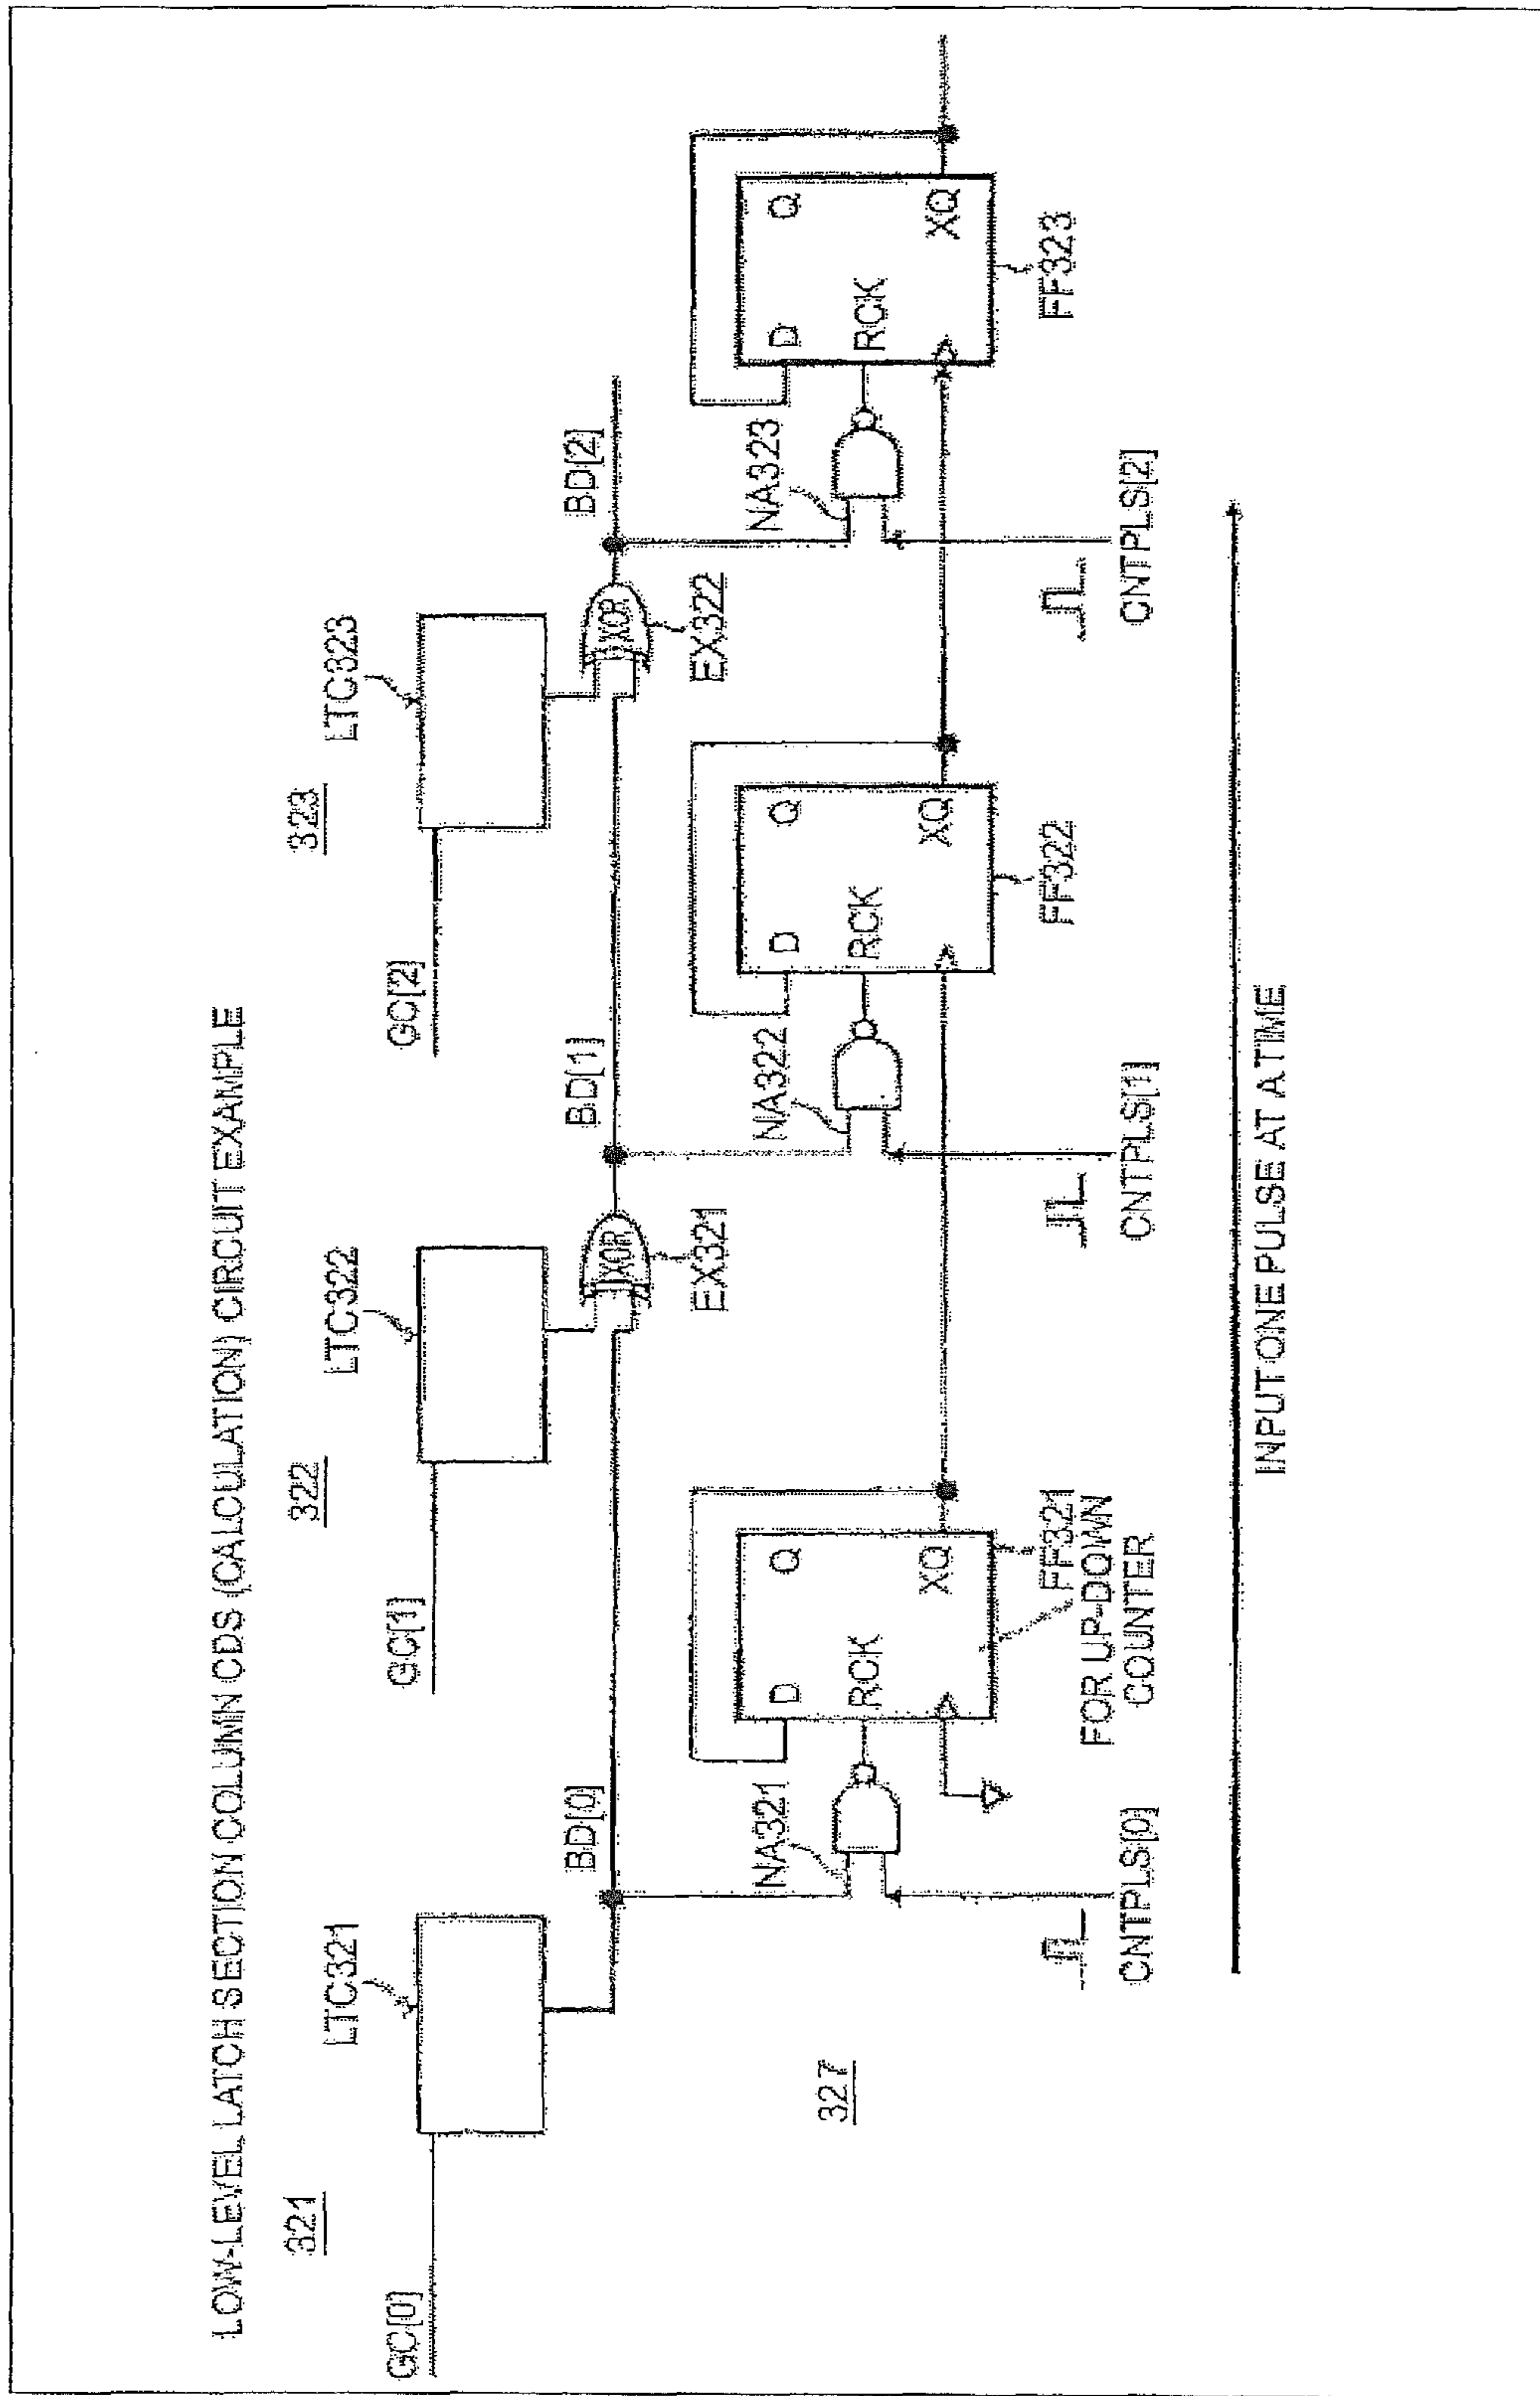 LOW-LEVEL LATCH SECTION COLUMN CDS (CALCULATION) CIRCUIT EXAMPLE
321
322
323
LTC321
LTC322
LTC323
GC[0]
GC[1]
GC[2]
BD[0]
BD[1]
BD[2]
XOR
XOR
EX321
EX322
NA321
NA322
NA323
D
Q
RCK
XQ
D
Q
RCK
XQ
D
Q
RCK
XQ
327
FF321
FF322
FF323
FOR UP-DOWN
COUNTER
CNTPLS[0]
CNTPLS[1]
CNTPLS[2]
INPUT ONE PULSE AT A TIME